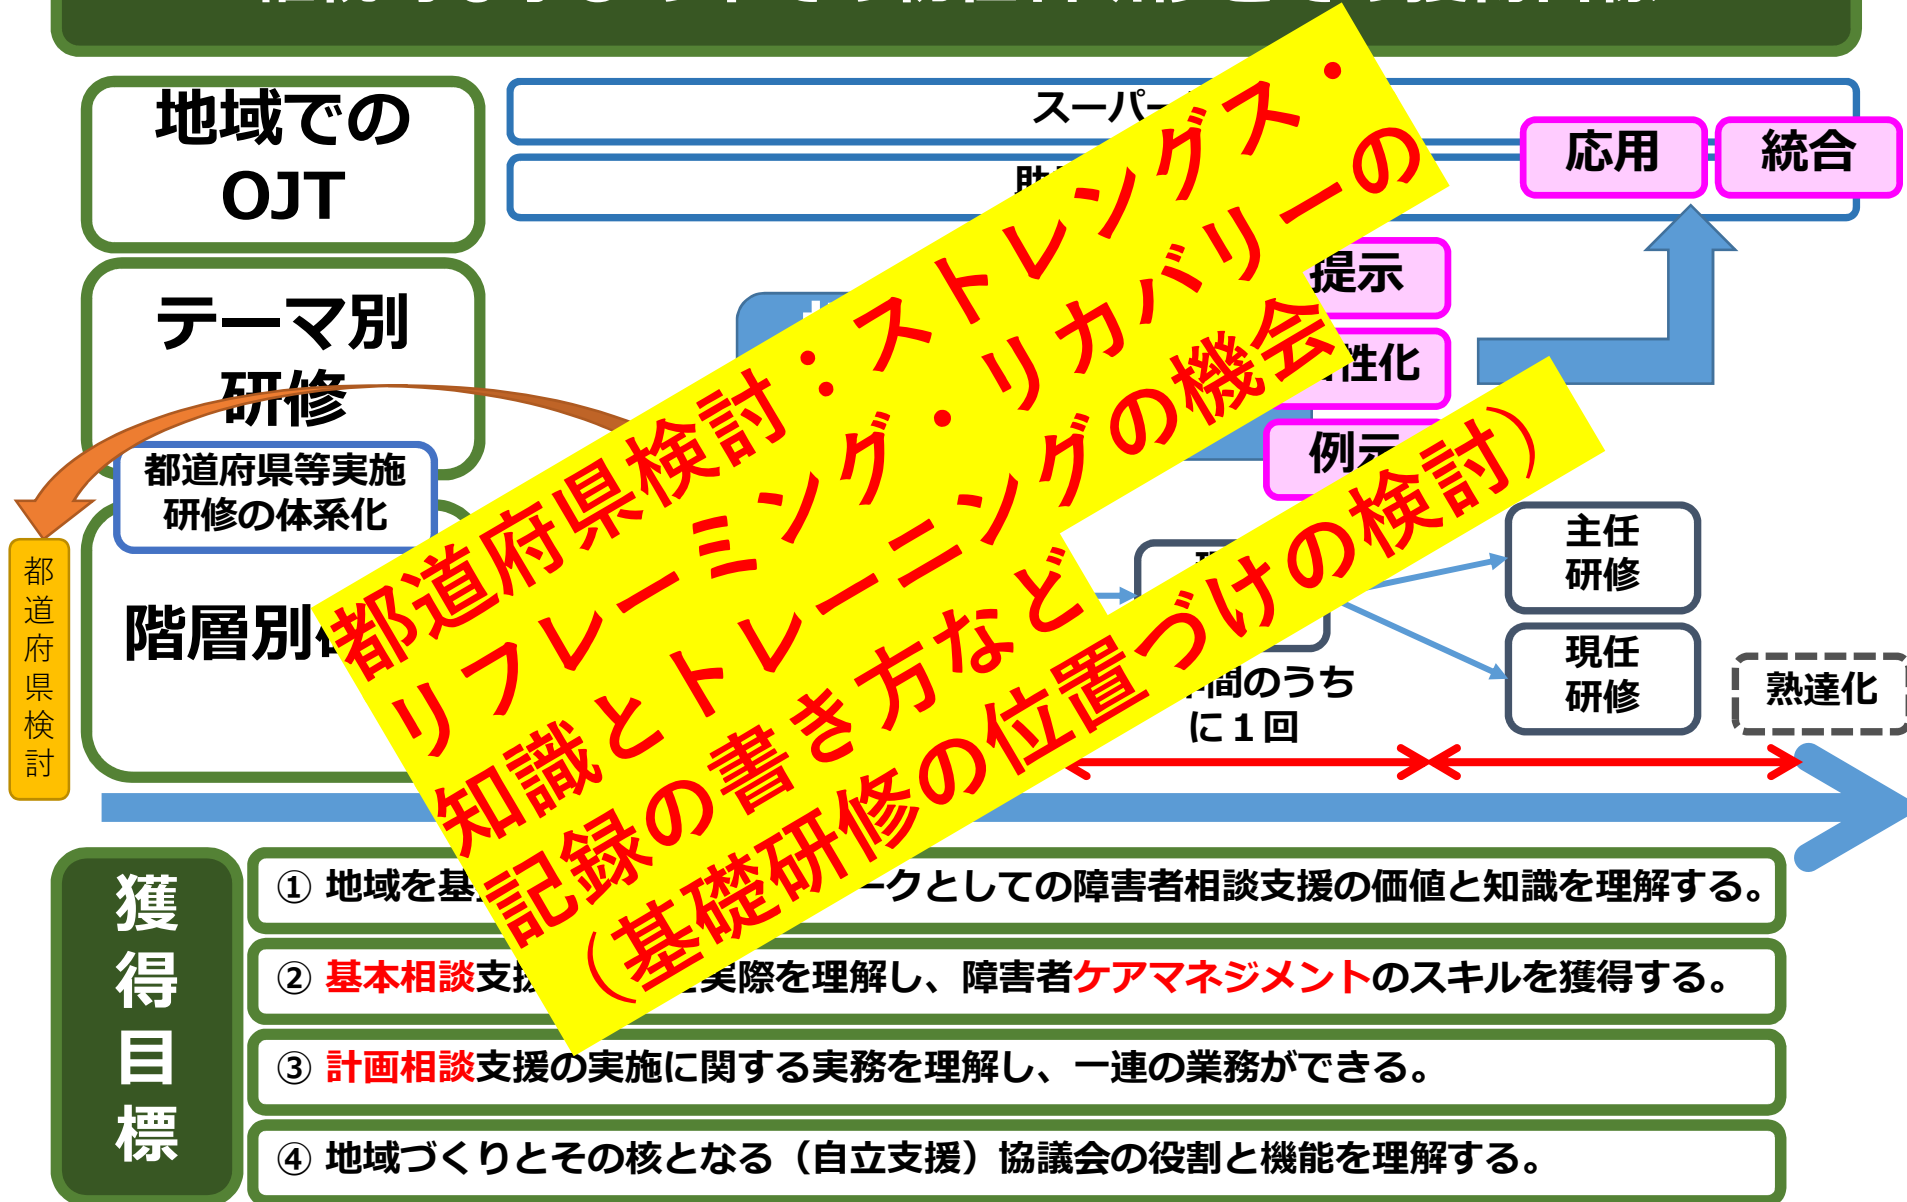 地域での
OJT
スーパー
テーマ別
研修
都道府県等実施
研修の体系化
階層別
都道府県検討
応用
統合
提示
性化
例示
主任
研修
現任
研修
間のうち
に１回
熟達化
都道府県検討：ストレングス・
リフレーミング・リカバリーの
知識とトレーニングの機会
記録の書き方など
（基礎研修の位置づけの検討）
獲得目標
① 地域を基 ークとしての障害者相談支援の価値と知識を理解する。
② 基本相談支援 実際を理解し、障害者ケアマネジメントのスキルを獲得する。
③ 計画相談支援の実施に関する実務を理解し、一連の業務ができる。
④ 地域づくりとその核となる（自立支援）協議会の役割と機能を理解する。